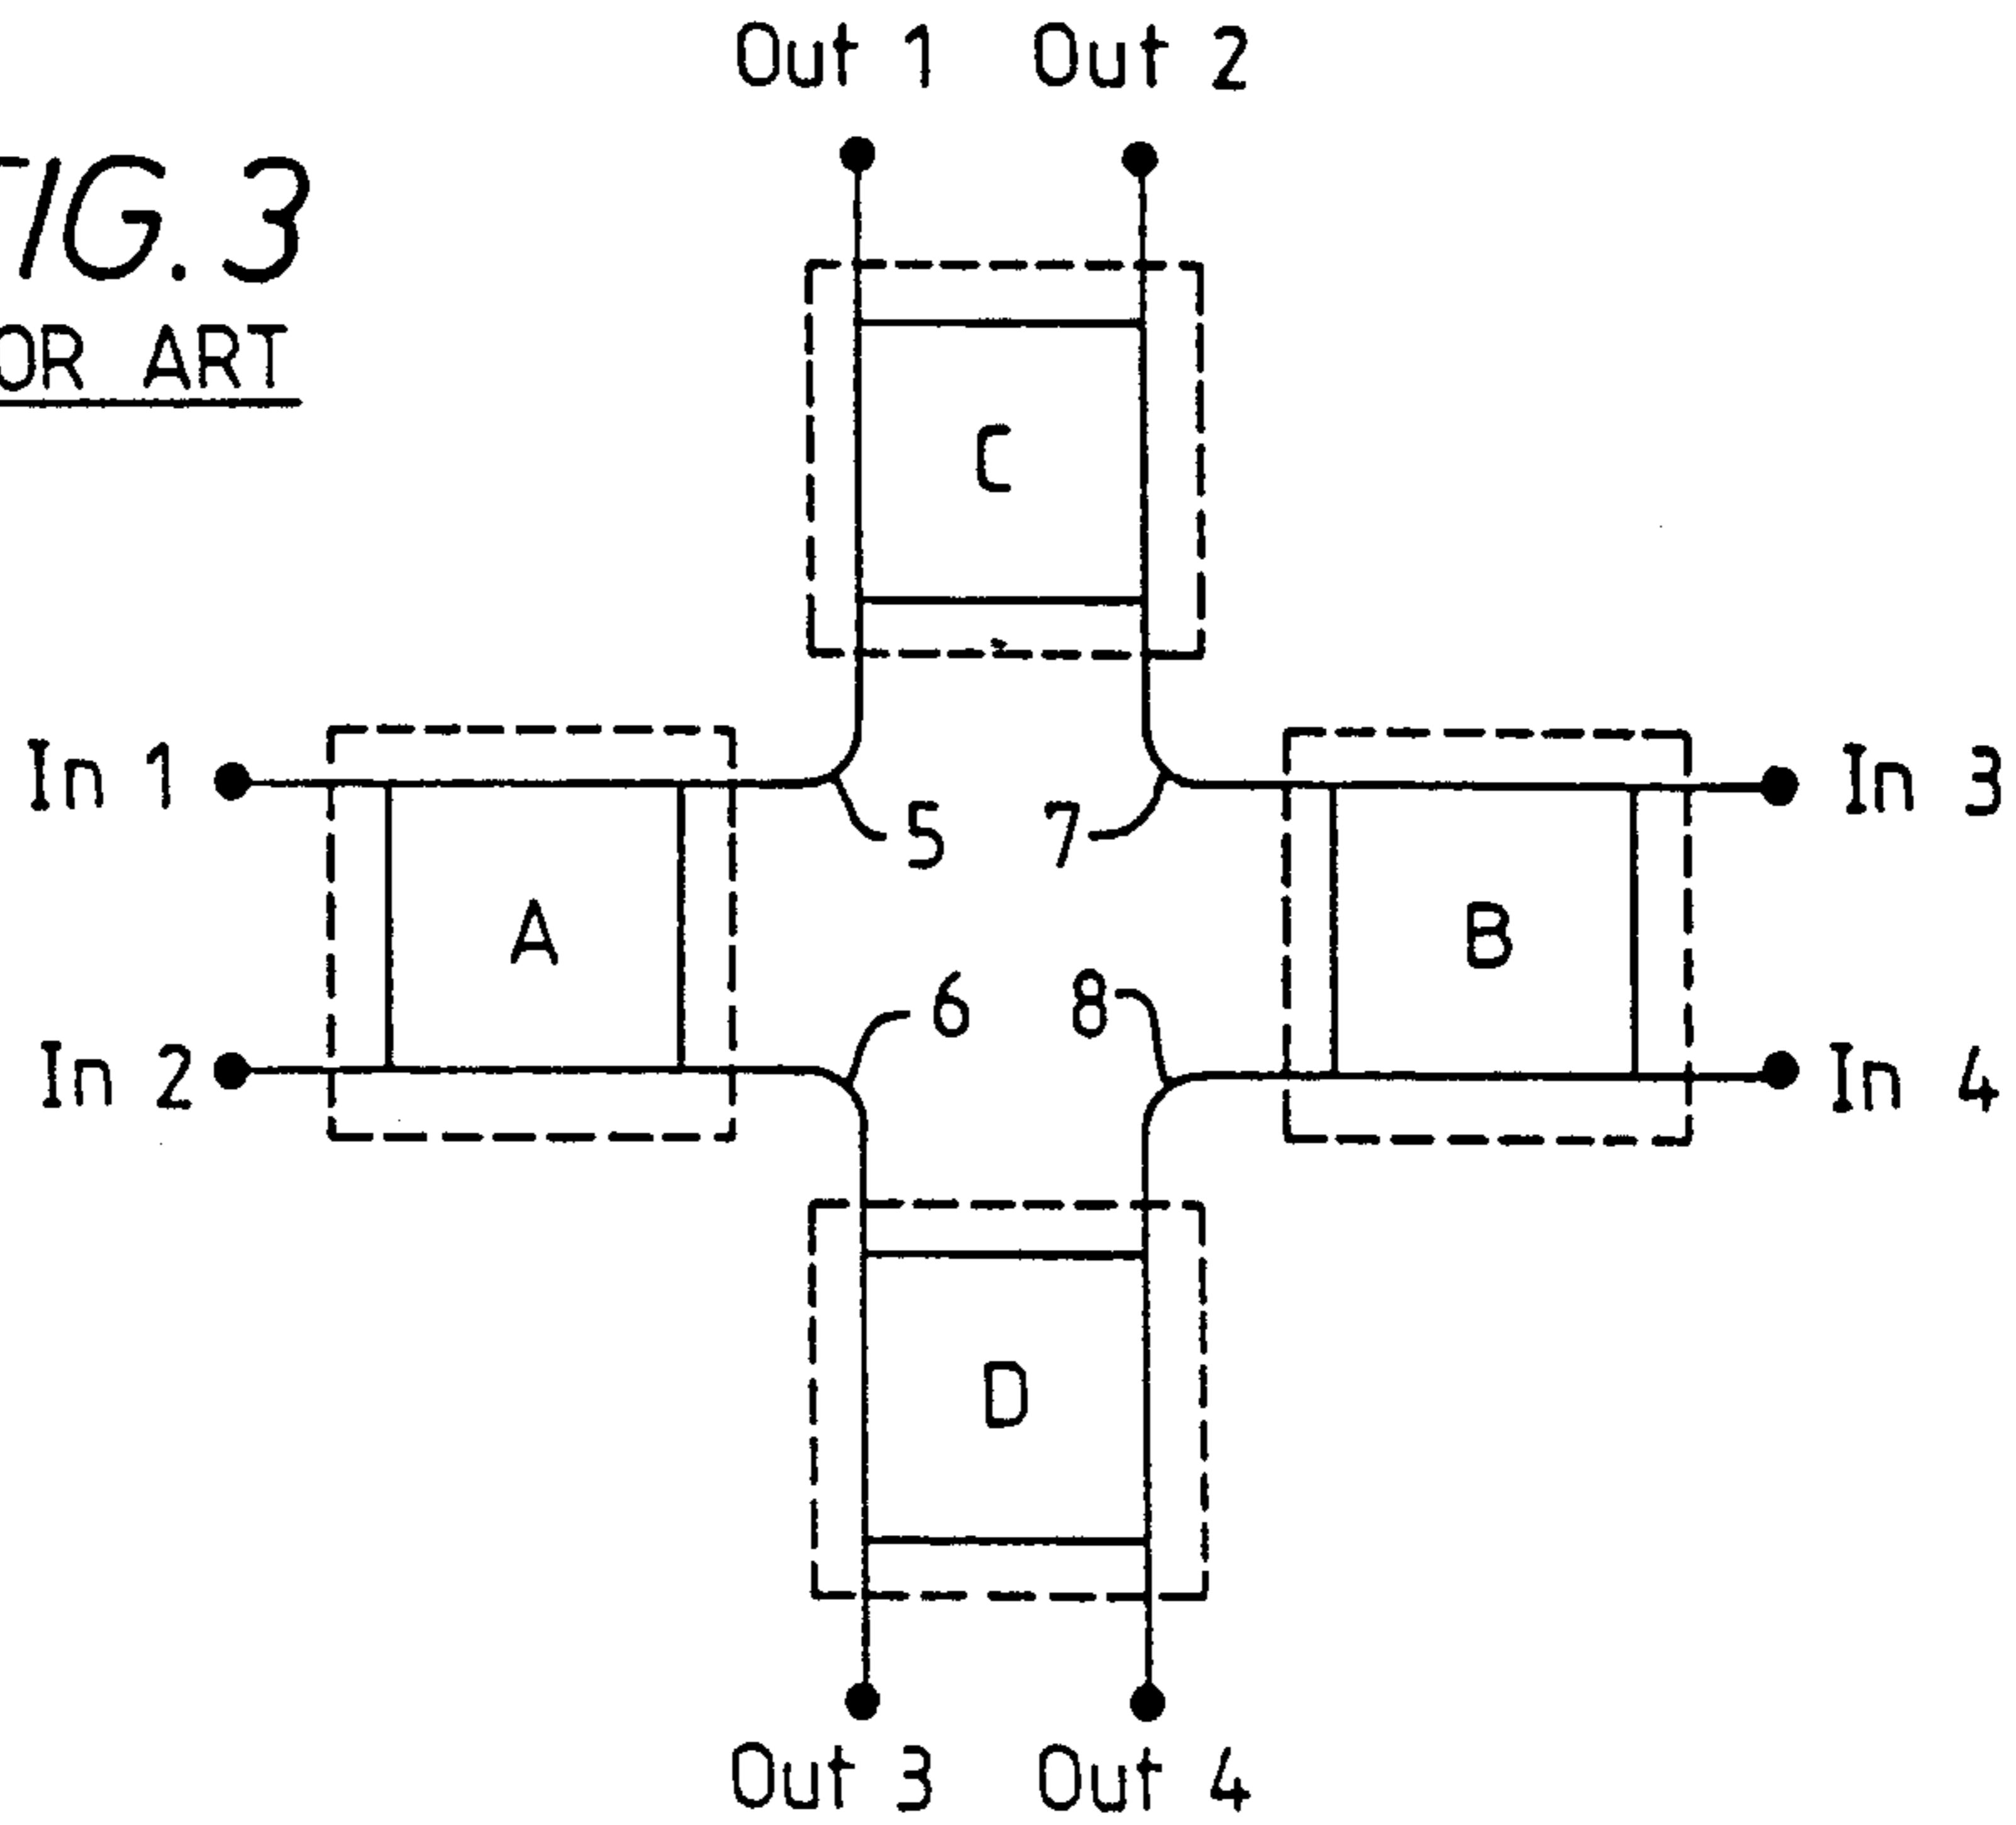 Out 1 Out 2
FIG. 3
OR ART
C
In 1
In 3
5 7
A
B
6 8
In 2
In 4
D
Out 3 Out 4